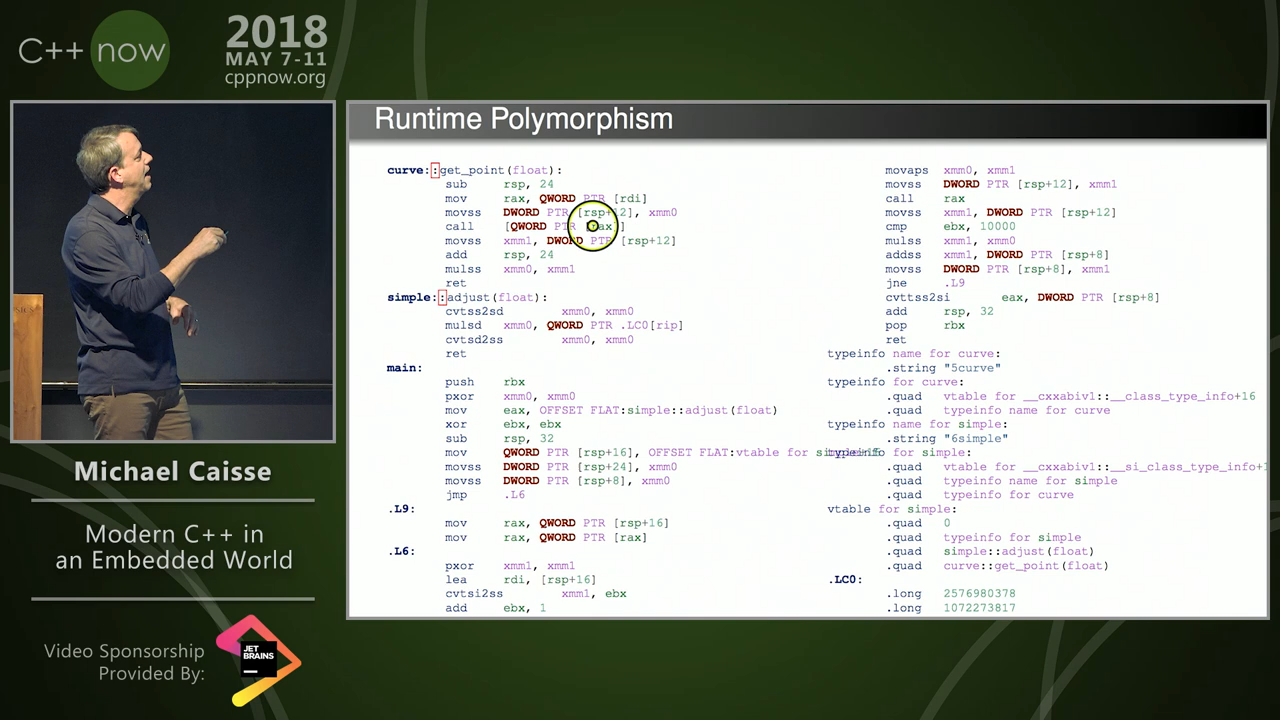 C++ now
2018
MAY 7-11
cppnow.org
Runtime Polymorphism
curve::get_point(float):
sub rsp, 24
mov rax, QWORD PTR [rdi]
movss DWORD PTR [rsp+12], xmm0
call [QWORD PTR [rax]]
movss xmm1, DWORD PTR [rsp+12]
add rsp, 24
mulss xmm0, xmm1
ret
simple::adjust(float):
cvtss2sd xmm0, xmm0
mulsd xmm0, QWORD PTR .LC0[rip]
cvtsd2ss xmm0, xmm0
ret
main:
push rbx
pxor xmm0, xmm0
mov eax, OFFSET FLAT:simple::adjust(float)
xor ebx, ebx
sub rsp, 32
mov QWORD PTR [rsp+16], OFFSET FLAT:vtable for
movss DWORD PTR [rsp+24], xmm0
movss DWORD PTR [rsp+8], xmm0
jmp .L6
.L9:
mov rax, QWORD PTR [rsp+16]
mov rax, QWORD PTR [rax]
.L6:
pxor xmm1, xmm1
lea rdi, [rsp+16]
cvtsi2ss xmm1, ebx
add ebx, 1
movaps xmm0, xmm1
movss DWORD PTR [rsp+12], xmm1
call rax
movss xmm1, DWORD PTR [rsp+12]
cmp ebx, 10000
mulss xmm1, xmm0
addss xmm1, DWORD PTR [rsp+8]
movss DWORD PTR [rsp+8], xmm1
jne .L9
cvttss2si eax, DWORD PTR [rsp+8]
add rsp, 32
pop rbx
ret
typeinfo name for curve:
.string "5curve"
typeinfo for curve:
.quad vtable for __cxxabiv1::__class_type_info+16
.quad typeinfo name for curve
typeinfo name for simple:
.string "6simple"
for simple:
.quad vtable for __cxxabiv1::__si_class_type_info+1
.quad typeinfo name for simple
.quad typeinfo for curve
vtable for simple:
.quad 0
.quad typeinfo for simple
.quad simple::adjust(float)
.quad curve::get_point(float)
.LC0:
.long 2576980378
.long 1072273817
Michael Caisse
Modern C++ in
an Embedded World
Video Sponsorship
Provided By:
JET
BRAINS